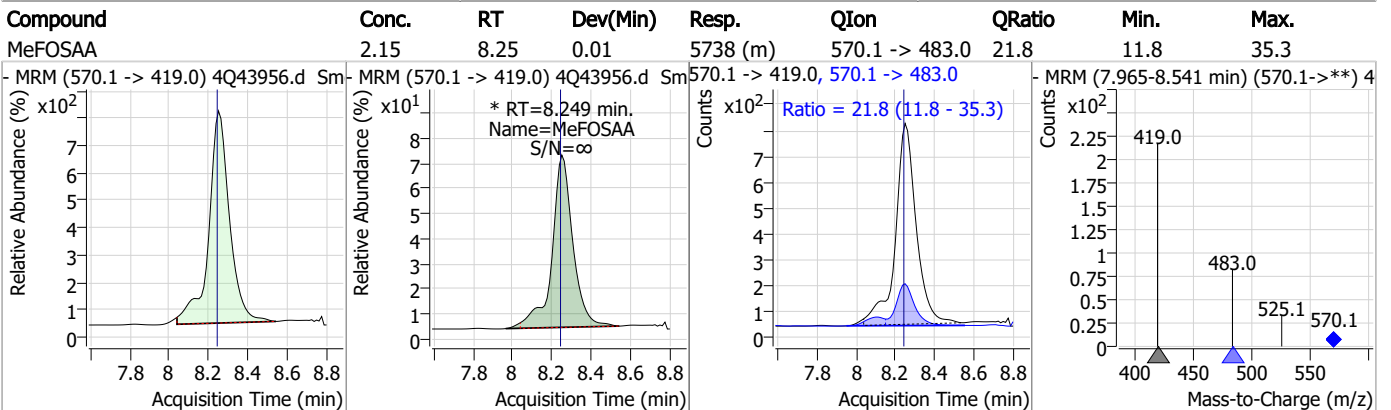 Compound Conc. RT Dev(Min) Resp. QIon QRatio Min. Max.
MeFOSAA 2.15 8.25 0.01 5738 (m) 570.1 -> 483.0 21.8 11.8 35.3
- MRM (570.1 -> 419.0) 4Q43956.d Sm
x10²
Relative Abundance (%)
7
6
5
4
3
2
1
0
7.8 8 8.2 8.4 8.6 8.8
Acquisition Time (min)
- MRM (570.1 -> 419.0) 4Q43956.d Sm
x10¹
* RT=8.249 min.
Name=MeFOSAA
S/N=∞
Relative Abundance (%)
8
7
6
5
4
3
2
1
0
7.8 8 8.2 8.4 8.6 8.8
Acquisition Time (min)
570.1 -> 419.0, 570.1 -> 483.0
x10²
Ratio = 21.8 (11.8 - 35.3)
Counts
7
6
5
4
3
2
1
0
7.8 8 8.2 8.4 8.6 8.8
Acquisition Time (min)
- MRM (7.965-8.541 min) (570.1->**) 4
x10²
Counts
2.25
2
1.75
1.5
1.25
1
0.75
0.5
0.25
0
419.0
483.0
525.1
570.1
400 450 500 550
Mass-to-Charge (m/z)